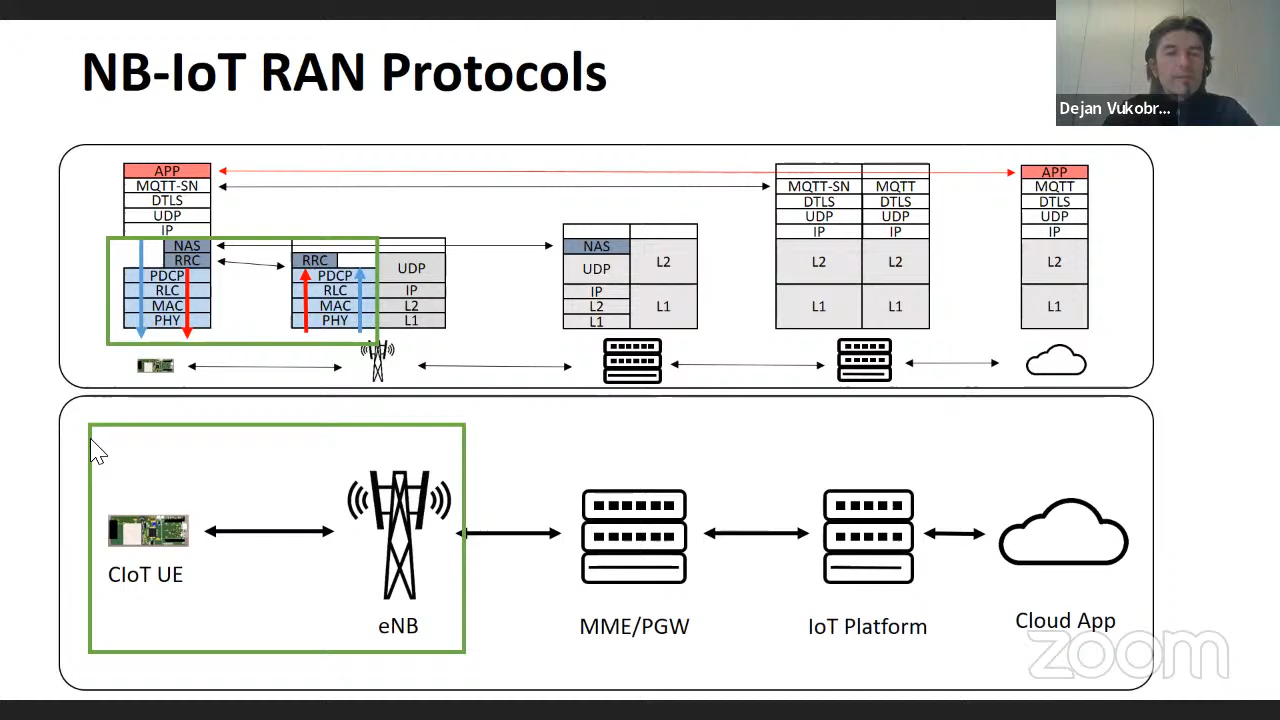 NB-IoT RAN Protocols
Dejan Vukobr...
APP
MQTT-SN
DTLS
UDP
IP
NAS
RRC
PDCP
RLC
MAC
PHY
RRC
PDCP
RLC
MAC
PHY
UDP
IP
L2
L1
NAS
UDP
IP
L2
L1
L2
L1
MQTT-SN
DTLS
UDP
IP
L2
L1
MQTT
DTLS
UDP
IP
L2
L1
APP
MQTT
DTLS
UDP
IP
L2
L1
CIoT UE
eNB
MME/PGW
IoT Platform
Cloud App
zoom